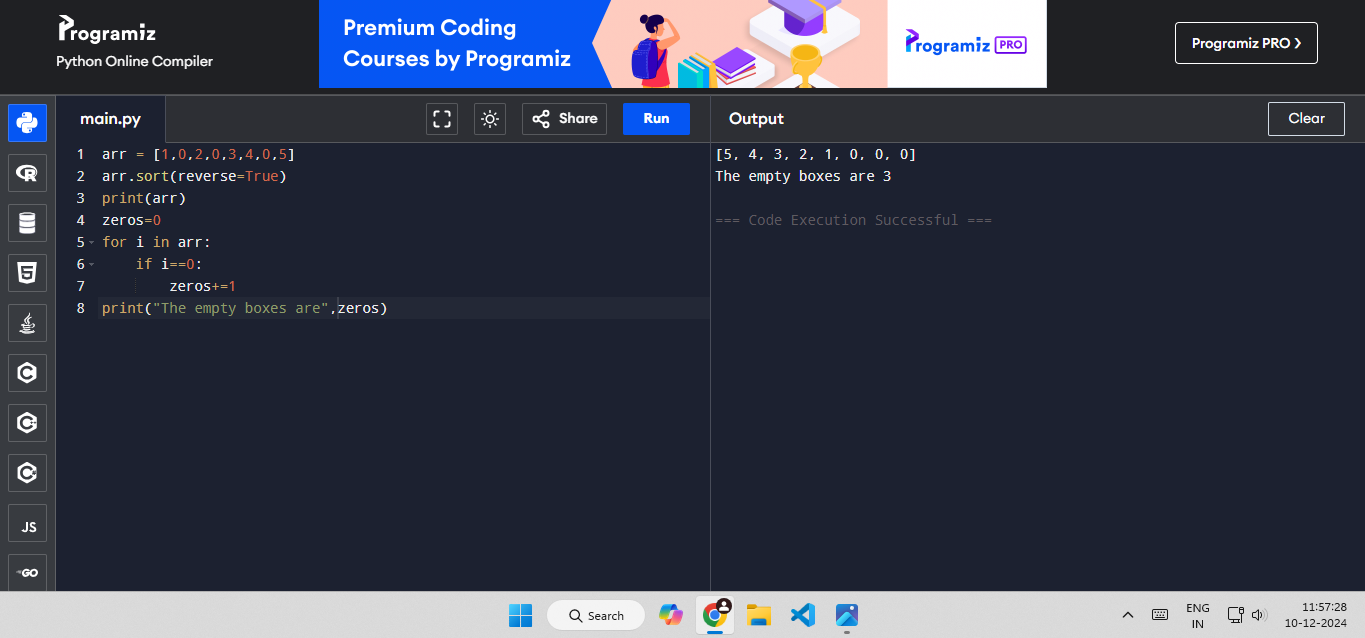 Programiz
Python Online Compiler
Premium Coding
Courses by Programiz
Programiz PRO
Programiz PRO ❯
main.py
Share
Run
Output
Clear
1 arr = [1,0,2,0,3,4,0,5]
2 arr.sort(reverse=True)
3 print(arr)
4 zeros=0
5 for i in arr:
6     if i==0:
7         zeros+=1
8 print("The empty boxes are",zeros)
[5, 4, 3, 2, 1, 0, 0, 0]
The empty boxes are 3
=== Code Execution Successful ===
R
5
C
C
C
JS
GO
Search
ENG
IN
11:57:28
10-12-2024